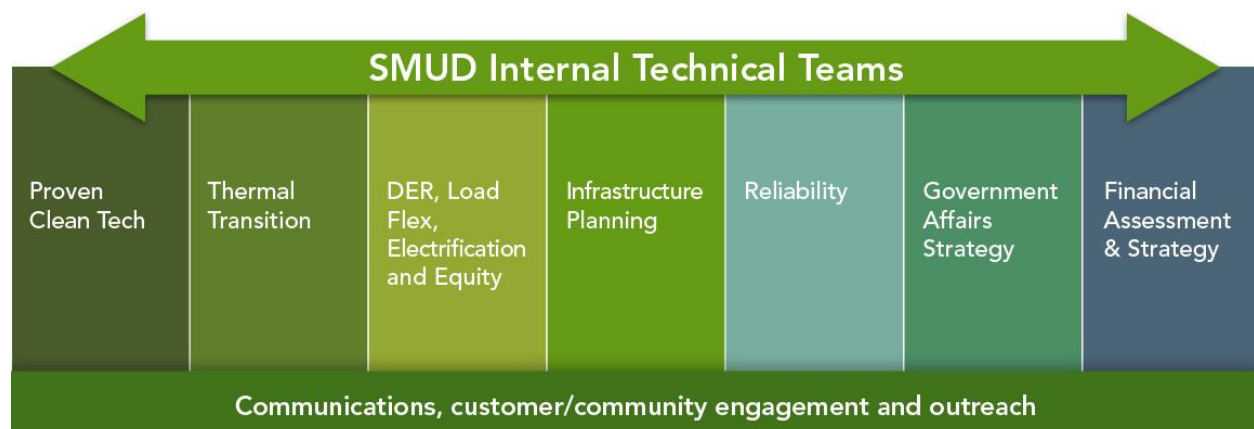 SMUD Internal Technical Teams
Proven
Clean Tech
Thermal
Transition
DER, Load
Flex,
Electrification
and Equity
Infrastructure
Planning
Reliability
Government
Affairs
Strategy
Financial
Assessment
& Strategy
Communications, customer/community engagement and outreach